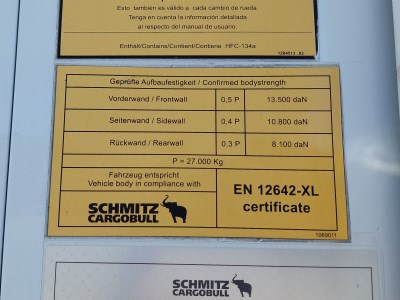 Esto tambien es válido a cada cambio de rueda
Tenga en cuenta la información detallada
al respecto del manual de usuario.
Enthält/Contains/Contient/Contiene HFC-134a
Geprüfte Aufbaufestigkeit / Confirmed bodystrength
Vorderwand / Frontwall 0,5 P 13.500 daN
Seitenwand / Sidewall 0,4 P 10.800 daN
Rückwand / Rearwall 0,3 P 8.100 daN
P = 27.000 Kg
Fahrzeug entspricht
Vehicle body in compliance with
SCHMITZ
CARGOBULL
EN 12642-XL
certificate
1069011
SCHMITZ
CARGOBULL